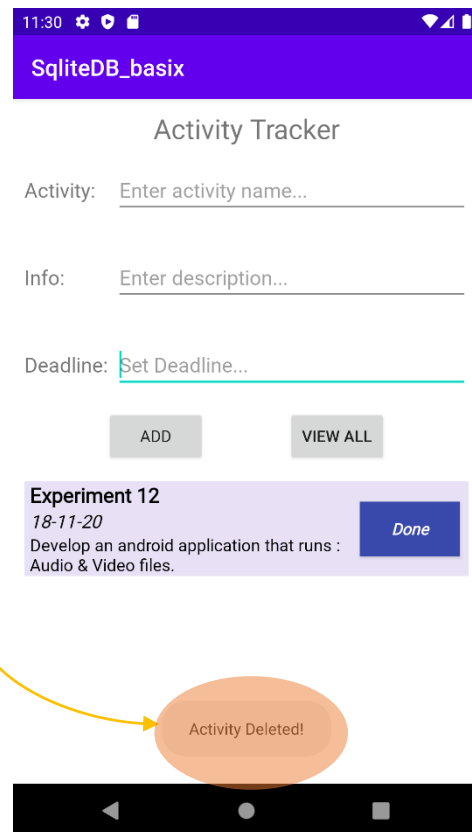 11:30
SqliteDB_basix
Activity Tracker
Activity: Enter activity name...
Info: Enter description...
Deadline: Set Deadline...
ADD VIEW ALL
Experiment 12
18-11-20
Develop an android application that runs :
Audio & Video files.
Done
Activity Deleted!